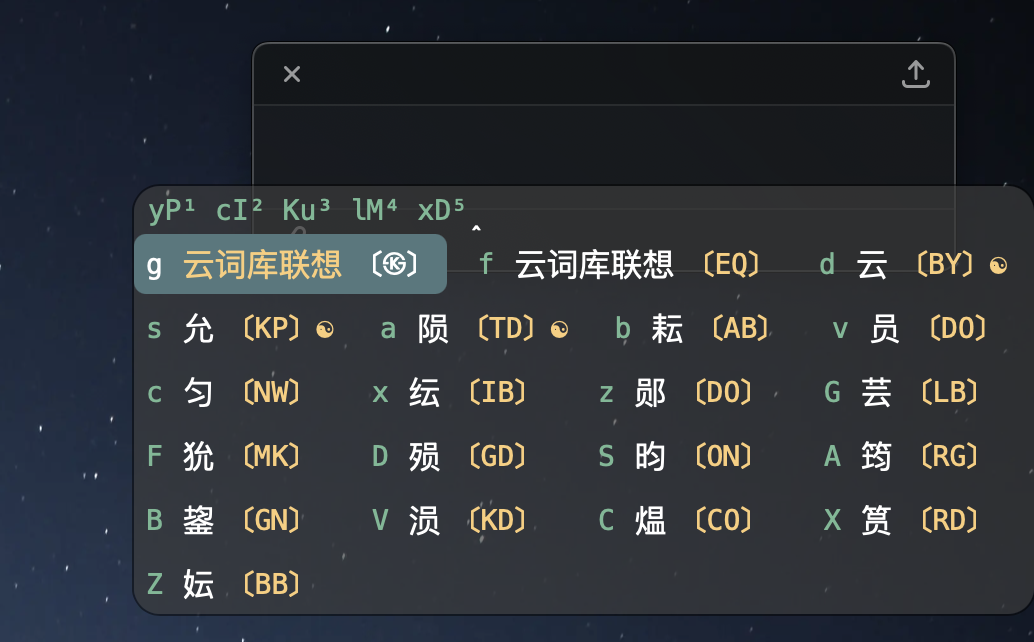 yP¹ cI² Ku³ lM⁴ xD⁵ ‸
g 云词库联想 〔〕 f 云词库联想 〔EQ〕 d 云 〔BY〕☯
s 允 〔KP〕☯ a 陨 〔TD〕☯ b 耘 〔AB〕 v 员 〔DO〕
c 匀 〔NW〕 x 纭 〔IB〕 z 郧 〔DO〕 G 芸 〔LB〕
F 狁 〔MK〕 D 殒 〔GD〕 S 昀 〔ON〕 A 筠 〔RG〕
B 鋆 〔GN〕 V 涢 〔KD〕 C 煴 〔CO〕 X 筼 〔RD〕
Z 妘 〔BB〕